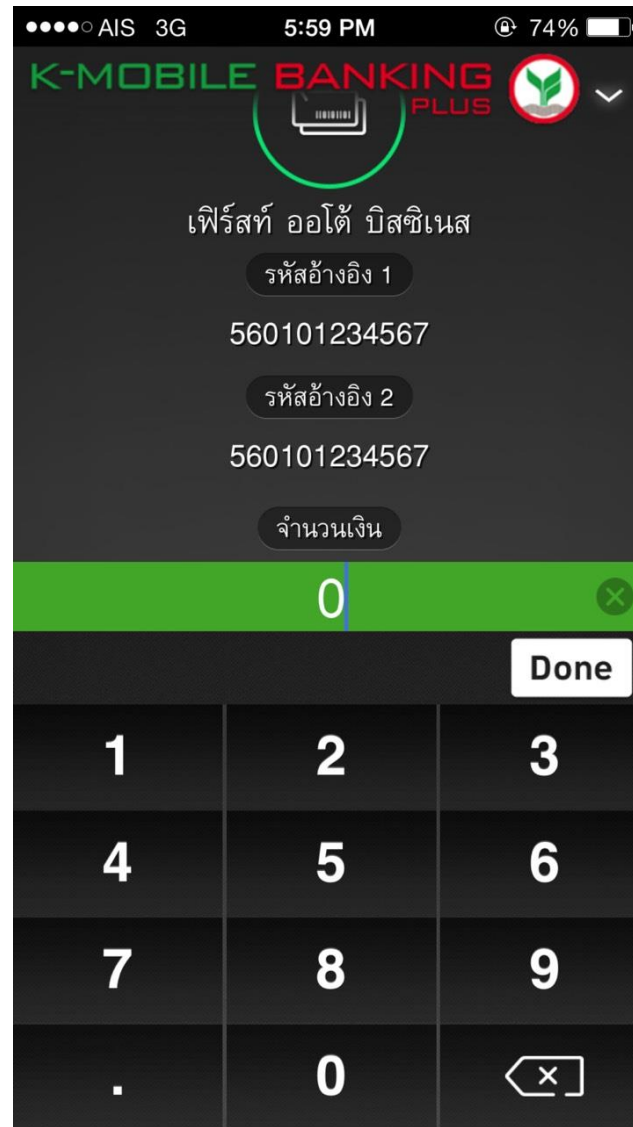 AIS 3G 5:59 PM 74%
K-MOBILE BANKING
PLUS
เฟิร์สท์ ออโต้ บิสซิเนส
รหัสอ้างอิง 1
560101234567
รหัสอ้างอิง 2
560101234567
จำนวนเงิน
0
Done
1 2 3
4 5 6
7 8 9
. 0